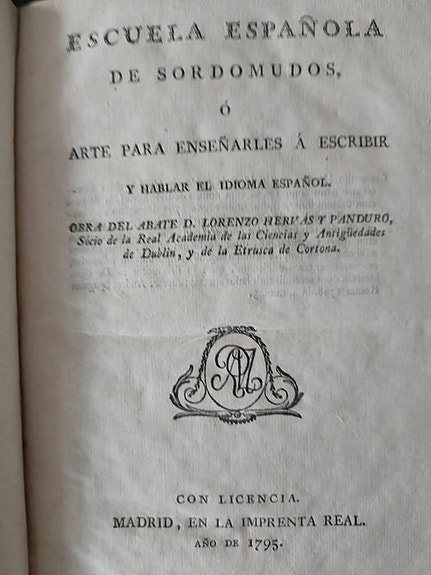 ESCUELA ESPAÑOLA
DE SORDOMUDOS,
Ó
ARTE PARA ENSEÑARLES Á ESCRIBIR
Y HABLAR EL IDIOMA ESPAÑOL.
OBRA DEL ABATE D. LORENZO HERVÁS Y PANDURO,
Socio de la Real Academia de las Ciencias y Antigüedades
de Dublin, y de la Etrusca de Cortona.
CON LICENCIA.
MADRID, EN LA IMPRENTA REAL.
AÑO DE 1795.